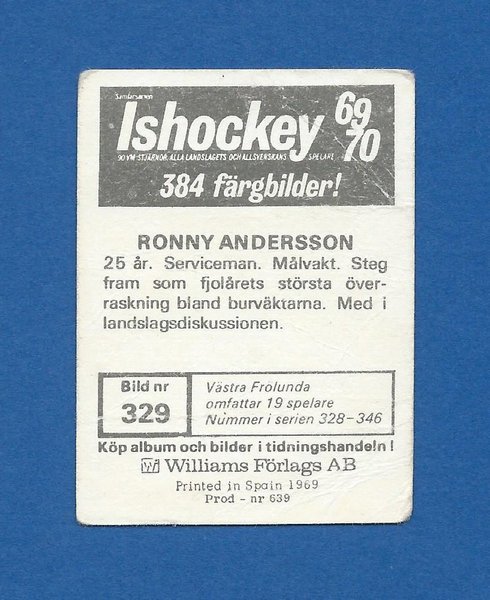 Samlarserien
Ishockey 69
70
90 VM-STJÄRNOR, ALLA LANDSLAGETS OCH ALLSVENSKANS SPELARE
384 färgbilder!
RONNY ANDERSSON
25 år. Serviceman. Målvakt. Steg
fram som fjolårets största över-
raskning bland burväktarna. Med i
landslagsdiskussionen.
Bild nr
329
Västra Frölunda
omfattar 19 spelare
Nummer i serien 328-346
Köp album och bilder i tidningshandeln!
W Williams Förlags AB
Printed in Spain 1969
Prod - nr 639